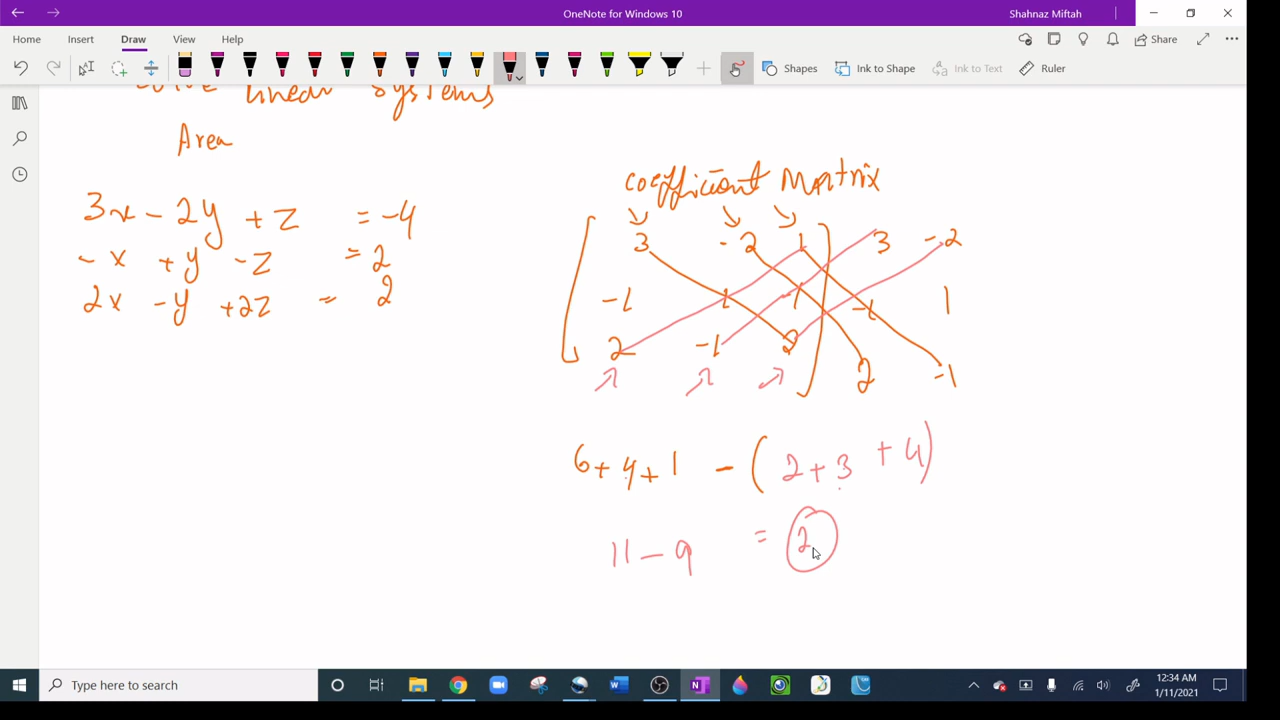 OneNote for Windows 10
Shahnaz Miftah
Home Insert Draw View Help
Share
Shapes Ink to Shape Ink to Text Ruler
linear systems
Area
3x - 2y + z = -4
- x + y - z = 2
2x - y + 2z = 2
coefficient Matrix
3 -2 1 3 -2
-1 1 -1 -1 1
2 -1 2 2 -1
6 + 4 + 1 - ( 2 + 3 + 4 )
11 - 9 = 2
Type here to search
12:34 AM
1/11/2021